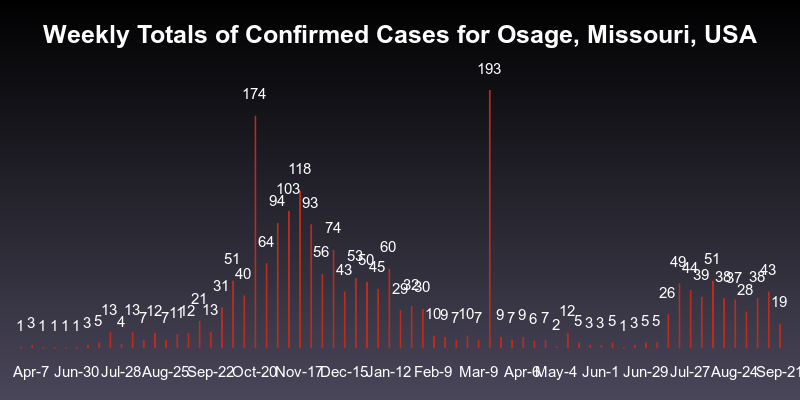 Weekly Totals of Confirmed Cases for Osage, Missouri, USA
1 3 1 1 1 1 3 5 13 4 13 7 12 7 11 12 21 13 31 51 40 174 64 94 103 118 93 56 74 43 53 50 45 60 29 32 30 10 9 7 10 7 193 9 7 9 6 7 2 12 5 3 3 5 1 3 5 5 26 49 44 39 51 38 37 28 38 43 19
Apr-7 Jun-30 Jul-28 Aug-25 Sep-22 Oct-20 Nov-17 Dec-15 Jan-12 Feb-9 Mar-9 Apr-6 May-4 Jun-1 Jun-29 Jul-27 Aug-24 Sep-21